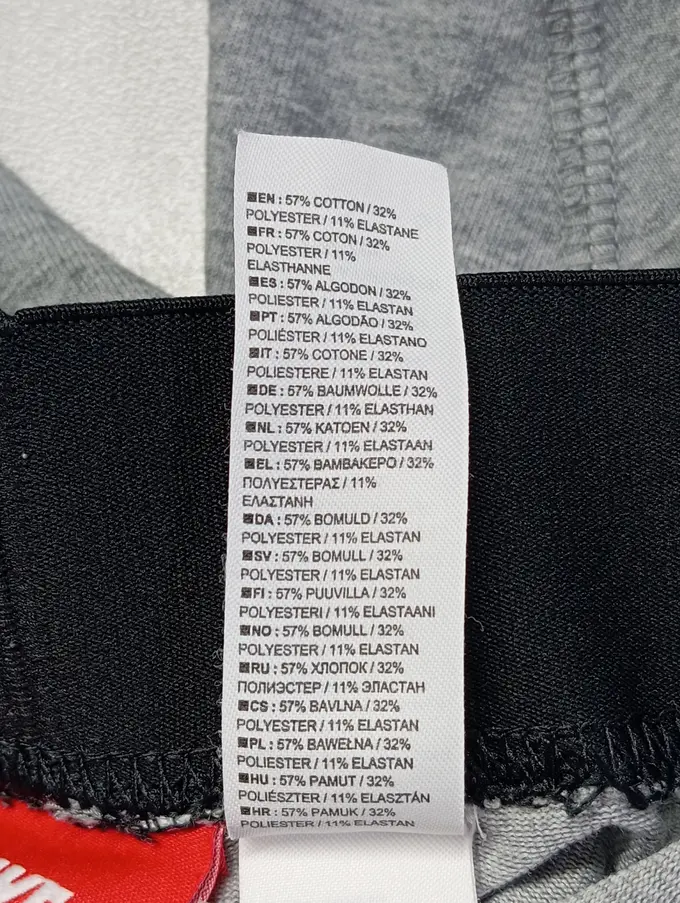 EN : 57% COTTON / 32%
POLYESTER / 11% ELASTANE
FR : 57% COTON / 32%
POLYESTER / 11%
ELASTHANNE
ES : 57% ALGODON / 32%
POLIESTER / 11% ELASTAN
PT : 57% ALGODÃO / 32%
POLIÉSTER / 11% ELASTANO
IT : 57% COTONE / 32%
POLIESTERE / 11% ELASTAN
DE : 57% BAUMWOLLE / 32%
POLYESTER / 11% ELASTHAN
NL : 57% KATOEN / 32%
POLYESTER / 11% ELASTAAN
EL : 57% ΒΑΜΒΑΚΕΡΟ / 32%
ΠΟΛΥΕΣΤΕΡΑΣ / 11%
ΕΛΑΣΤΑΝΗ
DA : 57% BOMULD / 32%
POLYESTER / 11% ELASTAN
SV : 57% BOMULL / 32%
POLYESTER / 11% ELASTAN
FI : 57% PUUVILLA / 32%
POLYESTERI / 11% ELASTAANI
NO : 57% BOMULL / 32%
POLYESTER / 11% ELASTAN
RU : 57% ХЛОПОК / 32%
ПОЛИЭСТЕР / 11% ЭЛАСТАН
CS : 57% BAVLNA / 32%
POLYESTER / 11% ELASTAN
PL : 57% BAWEŁNA / 32%
POLIESTER / 11% ELASTAN
HU : 57% PAMUT / 32%
POLIÉSZTER / 11% ELASZTÁN
HR : 57% PAMUK / 32%
POLIESTER / 11% ELASTAN